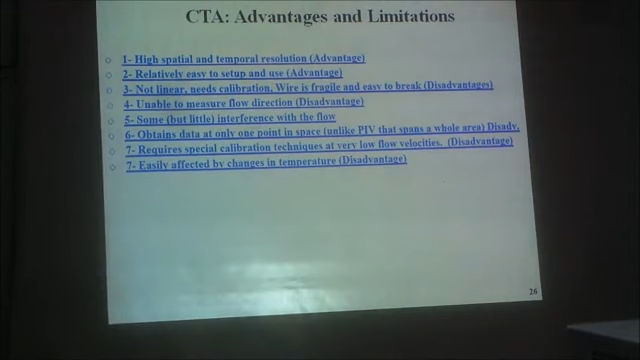 CTA: Advantages and Limitations
1- High spatial and temporal resolution (Advantage)
2- Relatively easy to setup and use (Advantage)
3- Not linear, needs calibration, Wire is fragile and easy to break (Disadvantages)
4- Unable to measure flow direction (Disadvantage)
5- Some (but little) interference with the flow
6- Obtains data at only one point in space (unlike PIV that spans a whole area) Disadv.
7- Requires special calibration techniques at very low flow velocities. (Disadvantage)
7- Easily affected by changes in temperature (Disadvantage)
26